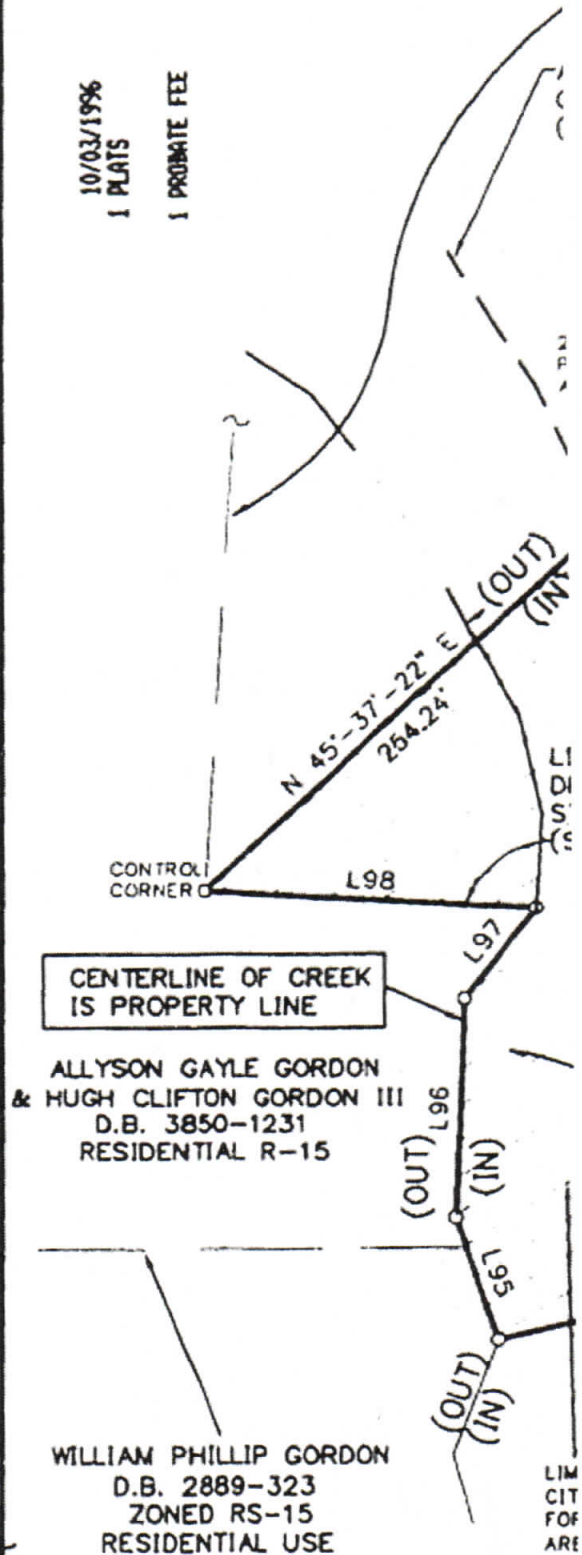 10/03/1996
1 PLATS
1 PROBATE FEE
(OUT)
(IN)
N 45°-37'-22" E
254.24'
CONTROL
CORNER
L98
L97
CENTERLINE OF CREEK
IS PROPERTY LINE
ALLYSON GAYLE GORDON
& HUGH CLIFTON GORDON III
D.B. 3850-1231
RESIDENTIAL R-15
L96
(OUT)
(IN)
L95
(OUT)
(IN)
WILLIAM PHILLIP GORDON
D.B. 2889-323
ZONED RS-15
RESIDENTIAL USE
LIM
CIT